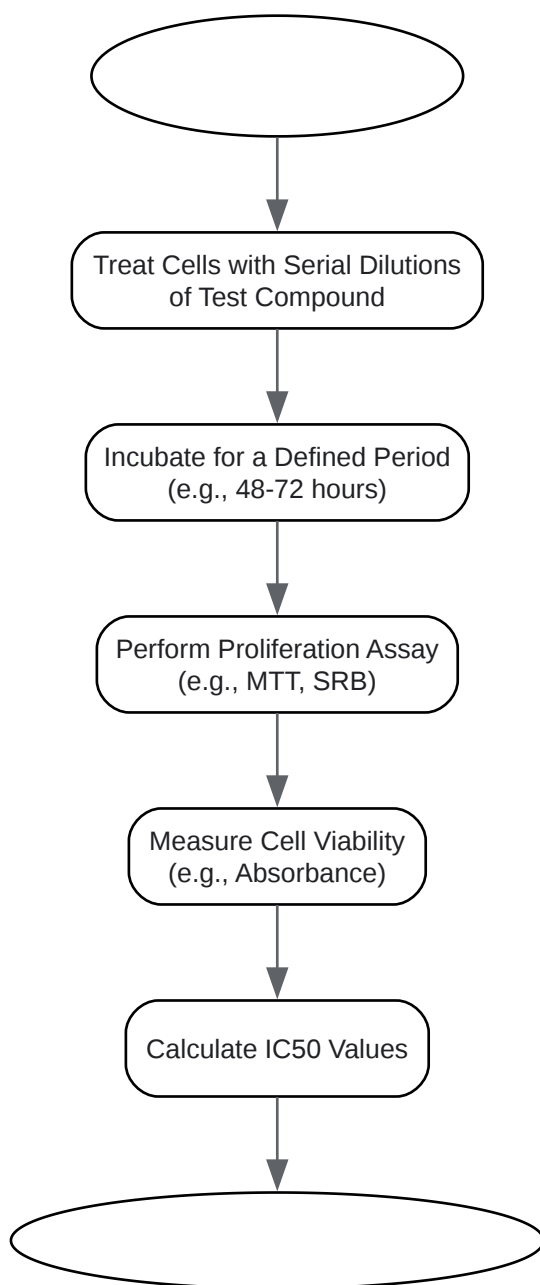 Treat Cells with Serial Dilutions
of Test Compound
Incubate for a Defined Period
(e.g., 48-72 hours)
Perform Proliferation Assay
(e.g., MTT, SRB)
Measure Cell Viability
(e.g., Absorbance)
Calculate IC50 Values